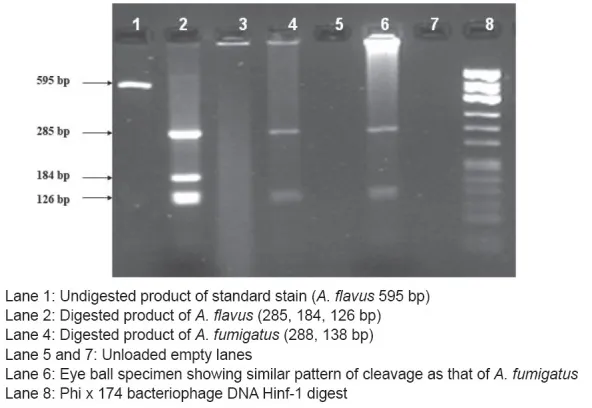 1 2 3 4 5 6 7 8
595 bp
285 bp
184 bp
126 bp
Lane 1: Undigested product of standard stain (A. flavus 595 bp)
Lane 2: Digested product of A. flavus (285, 184, 126 bp)
Lane 4: Digested product of A. fumigatus (288, 138 bp)
Lane 5 and 7: Unloaded empty lanes
Lane 6: Eye ball specimen showing similar pattern of cleavage as that of A. fumigatus
Lane 8: Phi x 174 bacteriophage DNA Hinf-1 digest